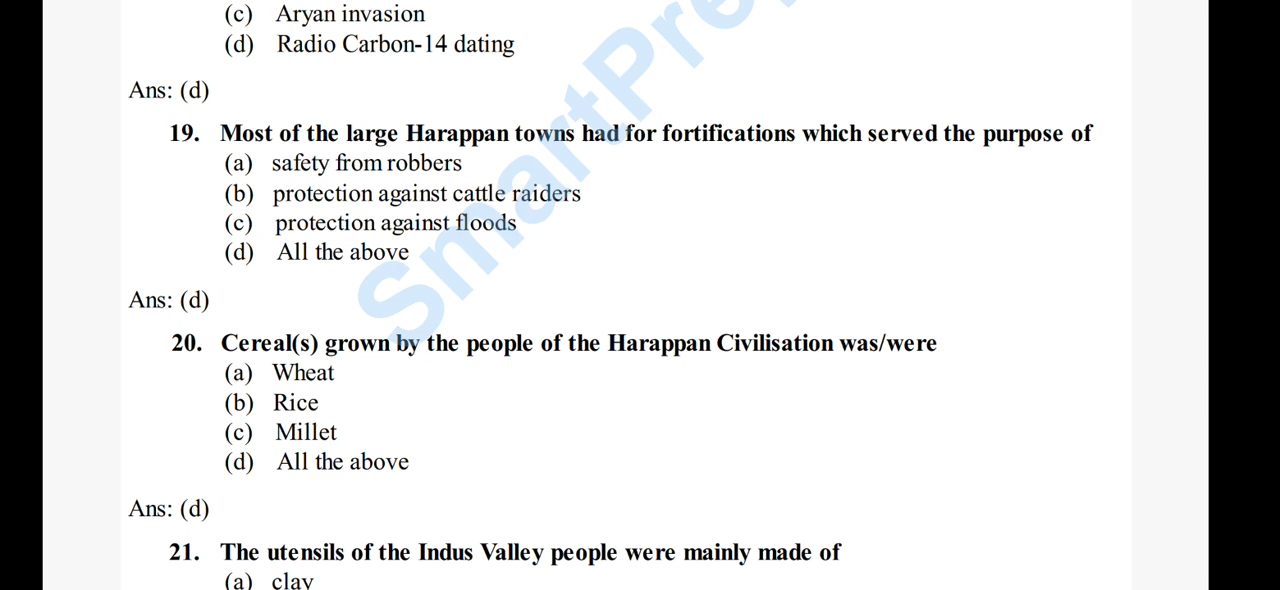 (c) Aryan invasion
(d) Radio Carbon-14 dating
Ans: (d)
19. Most of the large Harappan towns had for fortifications which served the purpose of
(a) safety from robbers
(b) protection against cattle raiders
(c) protection against floods
(d) All the above
Ans: (d)
20. Cereal(s) grown by the people of the Harappan Civilisation was/were
(a) Wheat
(b) Rice
(c) Millet
(d) All the above
Ans: (d)
21. The utensils of the Indus Valley people were mainly made of
(a) clay
SmartPrep